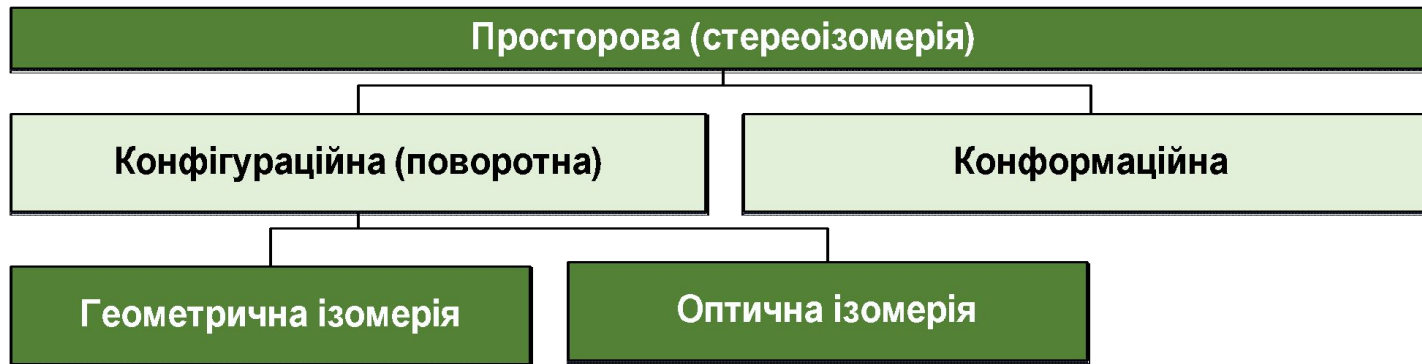 Просторова (стереоізомерія)
Конфігураційна (поворотна)
Конформаційна
Геометрична ізомерія
Оптична ізомерія